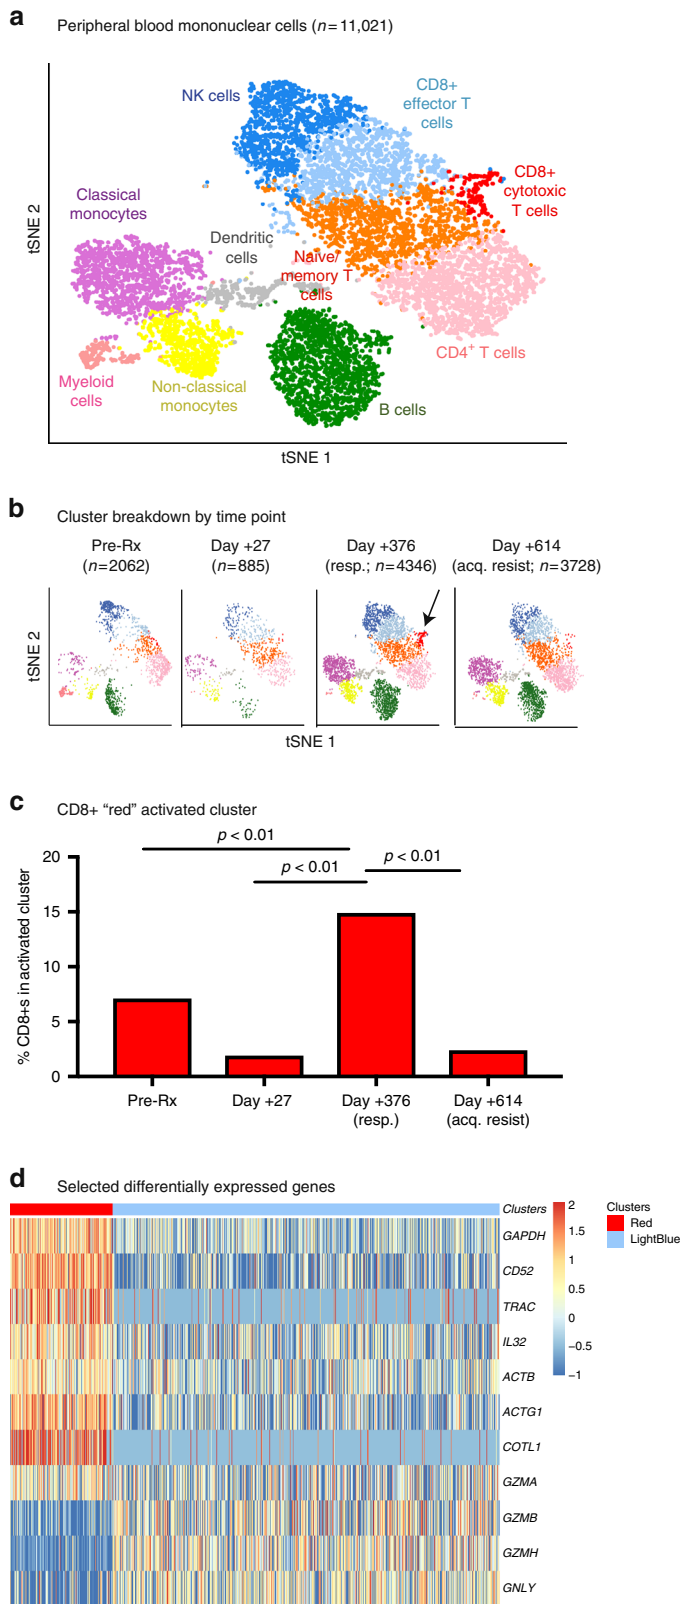 a
Peripheral blood mononuclear cells (n=11,021)
NK cells
CD8+
effector T
cells
CD8+
cytotoxic
T cells
Classical
monocytes
Dendritic
cells
Naive/
memory T
cells
CD4+ T cells
Myeloid
cells
Non-classical
monocytes
B cells
tSNE 2
tSNE 1
b
Cluster breakdown by time point
Pre-Rx
(n=2062)
Day +27
(n=885)
Day +376
(resp.; n=4346)
Day +614
(acq. resist; n=3728)
tSNE 2
tSNE 1
c
CD8+ “red” activated cluster
p < 0.01
p < 0.01
p < 0.01
% CD8+s in activated cluster
20
15
10
5
0
Pre-Rx
Day +27
Day +376
(resp.)
Day +614
(acq. resist)
d
Selected differentially expressed genes
Clusters
GAPDH
CD52
TRAC
IL32
ACTB
ACTG1
COTL1
GZMA
GZMB
GZMH
GNLY
2
1.5
1
0.5
0
−0.5
−1
Clusters
Red
LightBlue